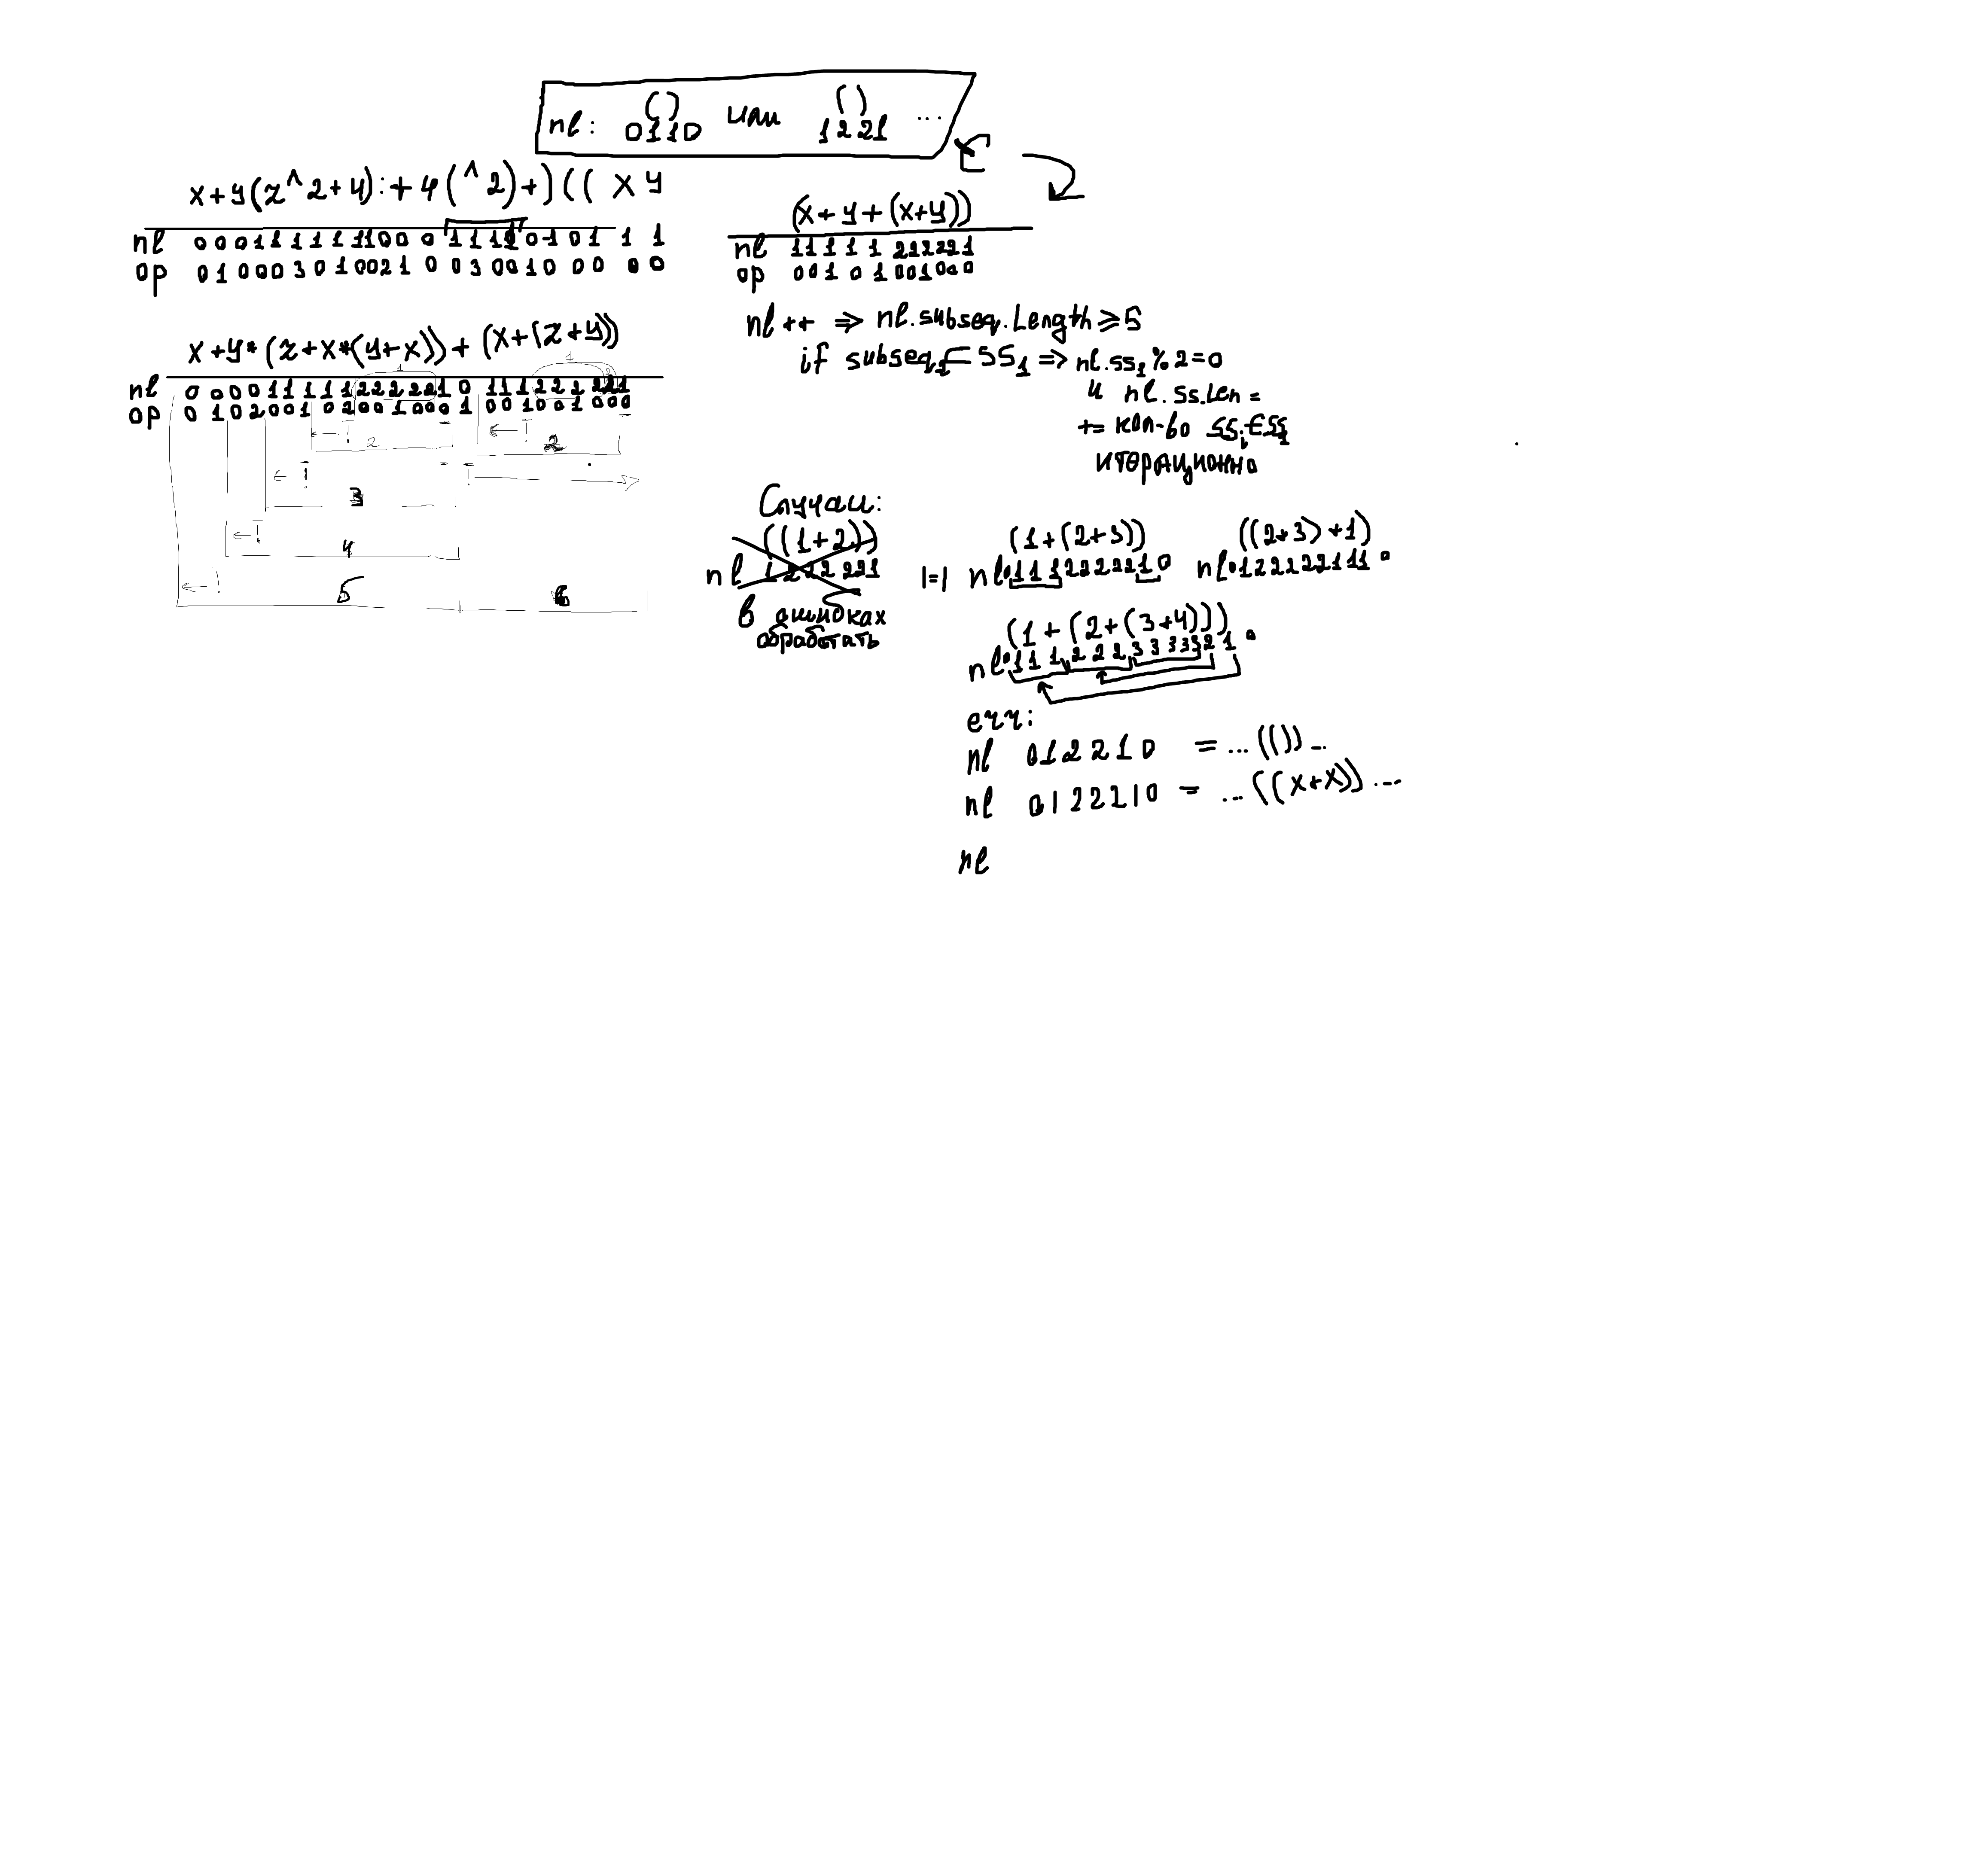 ( ) ( )
nl: 0110 или 1221 ...
x+y(z^2+4):+4(^2)+)(( x y
nl 0 0 0 1 1 1 1 1 1 1 0 0 0 1 1 1 1 0 -1 0 1 1 1
op 0 1 0 0 0 3 0 1 0 0 2 1 0 0 3 0 0 1 0 0 0 0 0
(x+y+(x+y))
nl 1 1 1 1 1 2 2 2 2 2 1
op 0 0 1 0 1 0 0 1 0 0 0
nl++ ⇒ nl.subseq.Length ≥ 5
if subseq1 ⊂ SS1 ⇒ nl.ss1 % 2 = 0
и nl.ss.Len =
+= кол-во SSi ∈ SS1
итерационно
x+y*(z+x*(y+x))+(x+(z+y))
nl 0 0 0 0 1 1 1 1 1 2 2 2 2 2 1 0 1 1 1 2 2 2 2 2 1
op 0 1 0 2 0 0 1 0 2 0 0 1 0 0 0 1 0 0 1 0 0 1 0 0 0
1 1
! !
2 2
! !
3
!
4
!
5 6
Случаи:
((1+2))
nl 1 2 2 2 2 2 1
в ошибках
обработать
(1+(2+3)) ((2+3)+1)
1=1 nl 0 1 1 1 2 2 2 2 2 1 0 nl 0 1 2 2 2 2 2 1 1 1 0
(1+(2+(3+4)))
nl 0 1 1 1 2 2 2 3 3 3 3 3 2 1 0
err:
nl 0 1 2 2 1 0 = ...(())...
nl 0 1 2 2 2 1 0 = ...((x+x))...
nl